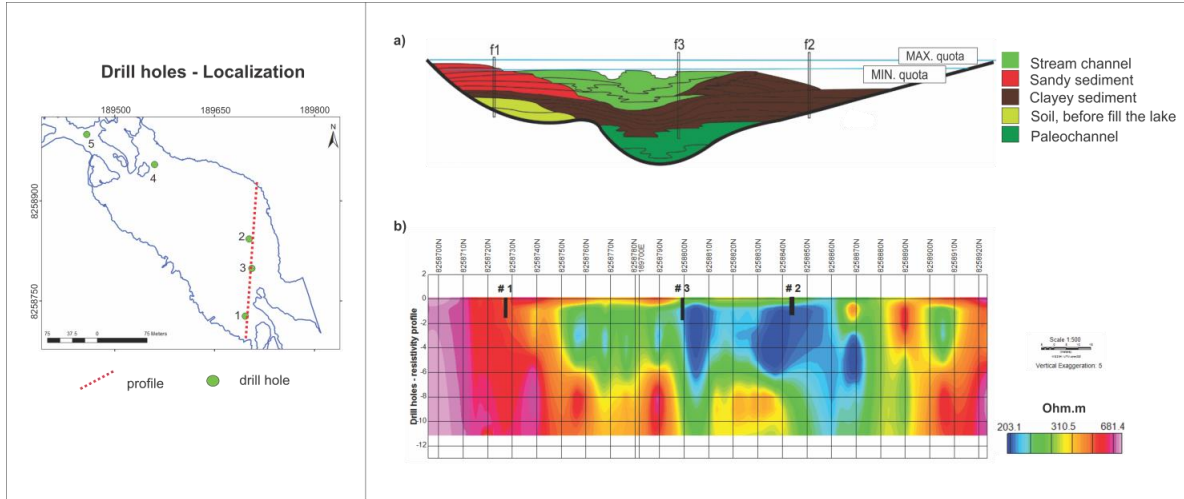 Drill holes - Localization
189500
189650
189800
N
8258900
8258750
5
4
2
3
1
75 37.5 0 75 Meters
profile
drill hole
a)
f1
f3
f2
MAX. quota
MIN. quota
Stream channel
Sandy sediment
Clayey sediment
Soil, before fill the lake
Paleochannel
b)
8258700N
8258710N
8258720N
8258730N
8258740N
8258750N
8258760N
8258770N
8258780N
189700E
8258790N
8258800N
8258810N
8258820N
8258830N
8258840N
8258850N
8258860N
8258870N
8258880N
8258890N
8258900N
8258910N
8258920N
Drill holes - resistivity profile
2
0
-2
-4
-6
-8
-10
-12
# 1
# 3
# 2
Scale 1:500
Vertical Exaggeration: 5
Ohm.m
203.1 310.5 681.4